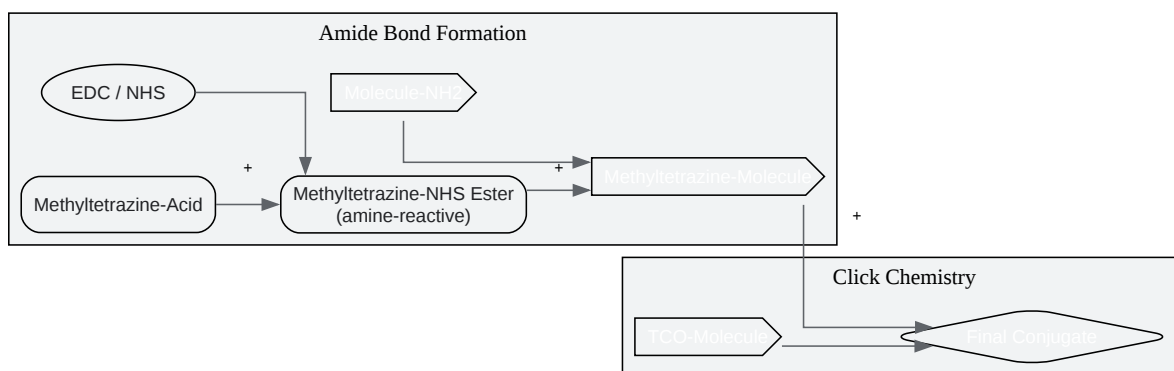 Amide Bond Formation
EDC / NHS
Molecule-NH2
+
+
Methyltetrazine-Acid
Methyltetrazine-NHS Ester
(amine-reactive)
Methyltetrazine-Molecule
+
Click Chemistry
TCO-Molecule
Final Conjugate